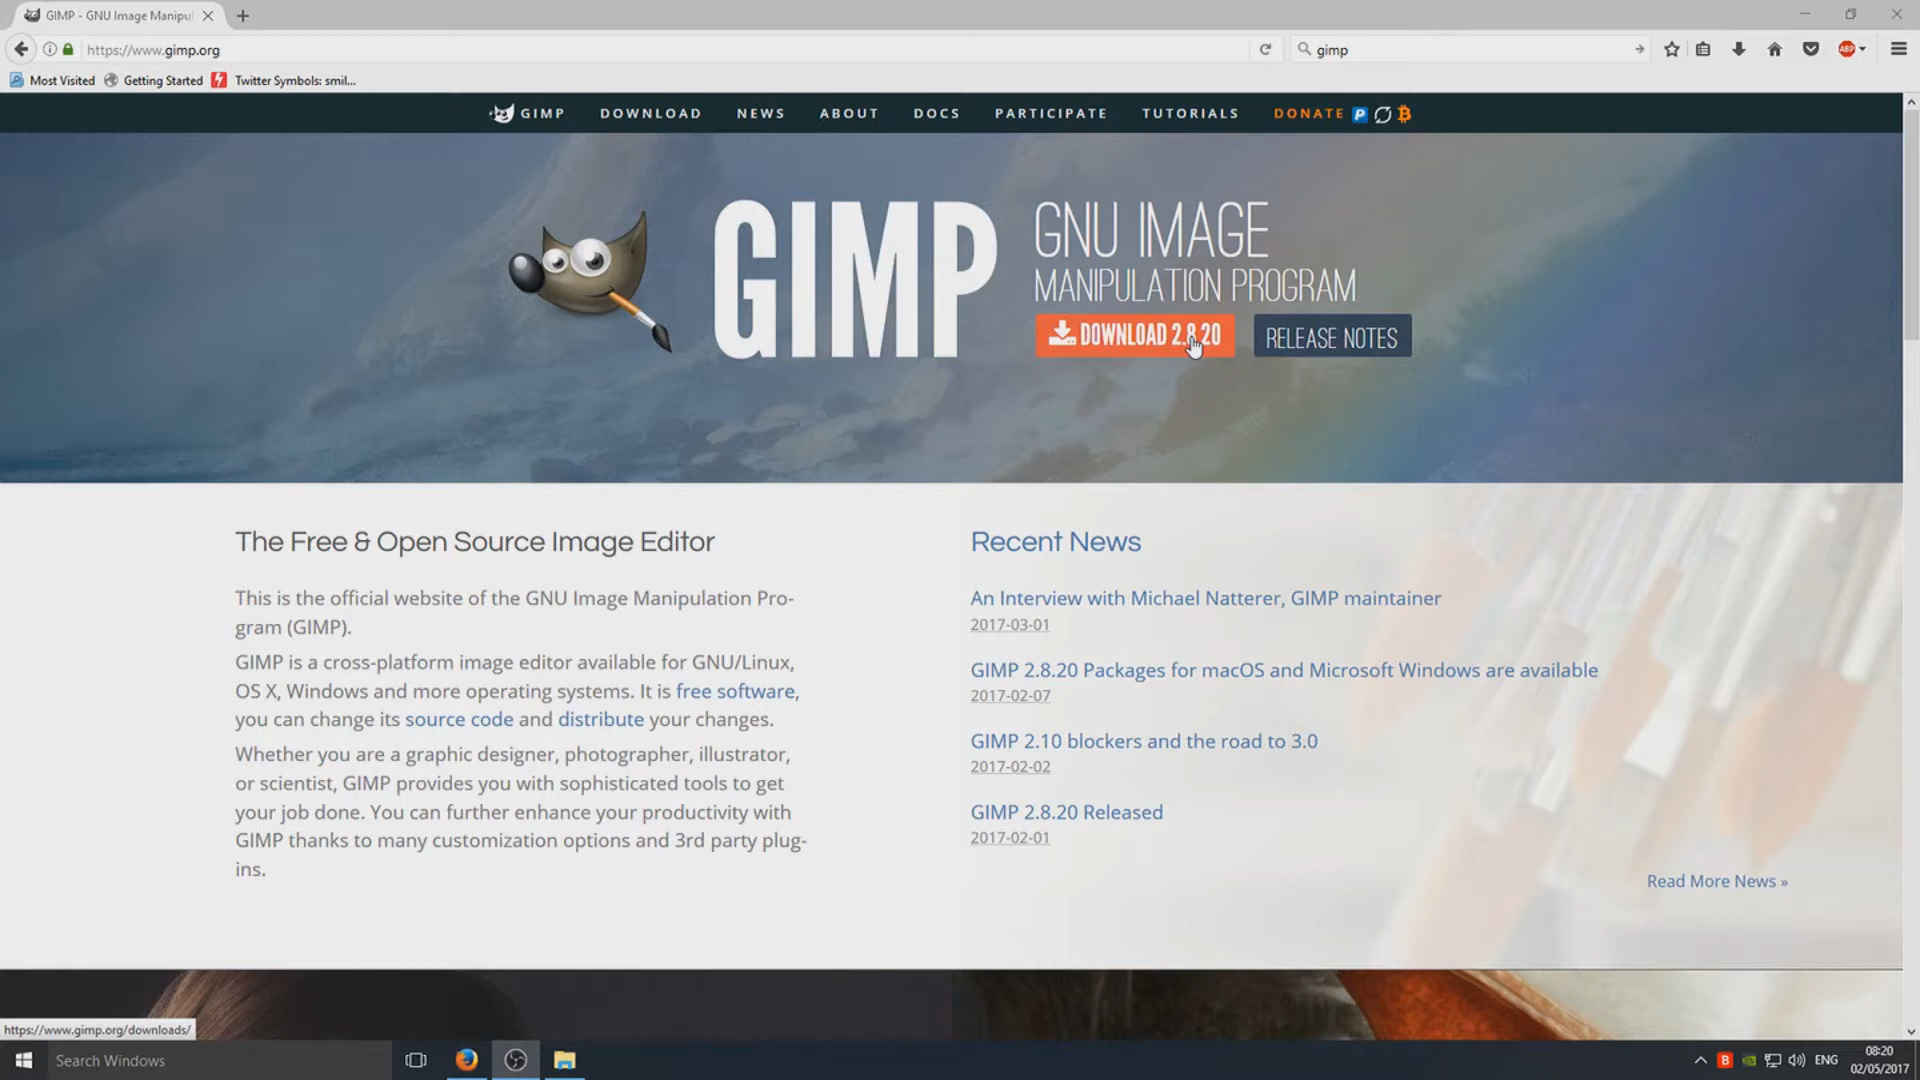 GIMP - GNU Image Manipul
https://www.gimp.org
gimp
ABP
Most Visited
Getting Started
Twitter Symbols: smil...
GIMP
DOWNLOAD
NEWS
ABOUT
DOCS
PARTICIPATE
TUTORIALS
DONATE
GIMP
GNU IMAGE
MANIPULATION PROGRAM
DOWNLOAD 2.8.20
RELEASE NOTES
The Free & Open Source Image Editor
This is the official website of the GNU Image Manipulation Pro-
gram (GIMP).
GIMP is a cross-platform image editor available for GNU/Linux,
OS X, Windows and more operating systems. It is free software,
you can change its source code and distribute your changes.
Whether you are a graphic designer, photographer, illustrator,
or scientist, GIMP provides you with sophisticated tools to get
your job done. You can further enhance your productivity with
GIMP thanks to many customization options and 3rd party plug-
ins.
Recent News
An Interview with Michael Natterer, GIMP maintainer
2017-03-01
GIMP 2.8.20 Packages for macOS and Microsoft Windows are available
2017-02-07
GIMP 2.10 blockers and the road to 3.0
2017-02-02
GIMP 2.8.20 Released
2017-02-01
Read More News »
https://www.gimp.org/downloads/
Search Windows
B
ENG
08:20
02/05/2017